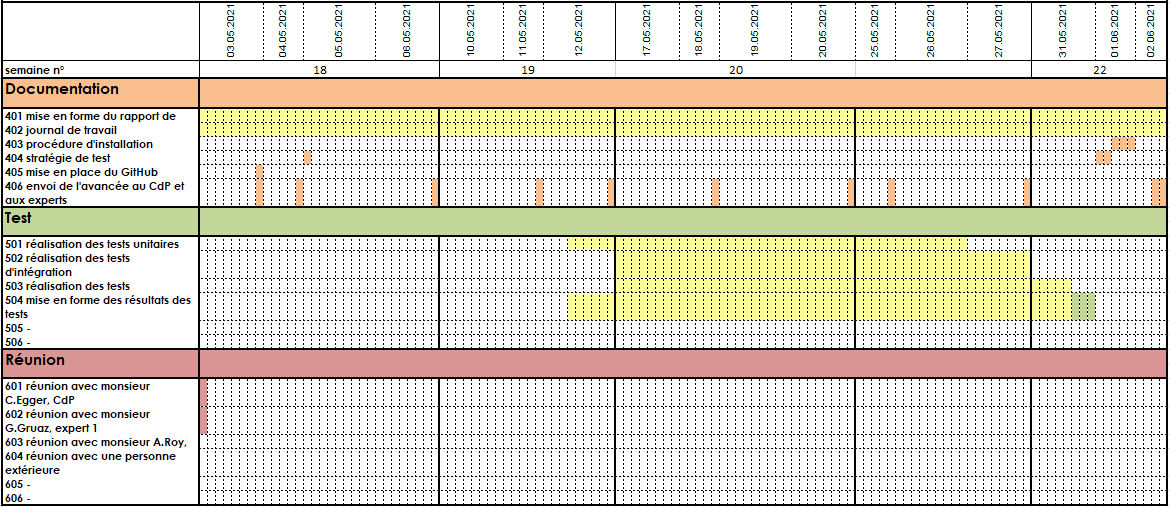 03.05.2021 04.05.2021 05.05.2021 06.05.2021 10.05.2021 11.05.2021 12.05.2021 17.05.2021 18.05.2021 19.05.2021 20.05.2021 25.05.2021 26.05.2021 27.05.2021 31.05.2021 01.06.2021 02.06.2021
semaine n° 18 19 20 22
Documentation
401 mise en forme du rapport de
402 journal de travail
403 procédure d'installation
404 stratégie de test
405 mise en place du GitHub
406 envoi de l'avancée au CdP et
aux experts
Test
501 réalisation des tests unitaires
502 réalisation des tests
d'intégration
503 réalisation des tests
504 mise en forme des résultats des
tests
505 -
506 -
Réunion
601 réunion avec monsieur
C.Egger, CdP
602 réunion avec monsieur
G.Gruaz, expert 1
603 réunion avec monsieur A.Roy,
604 réunion avec une personne
extérieure
605 -
606 -